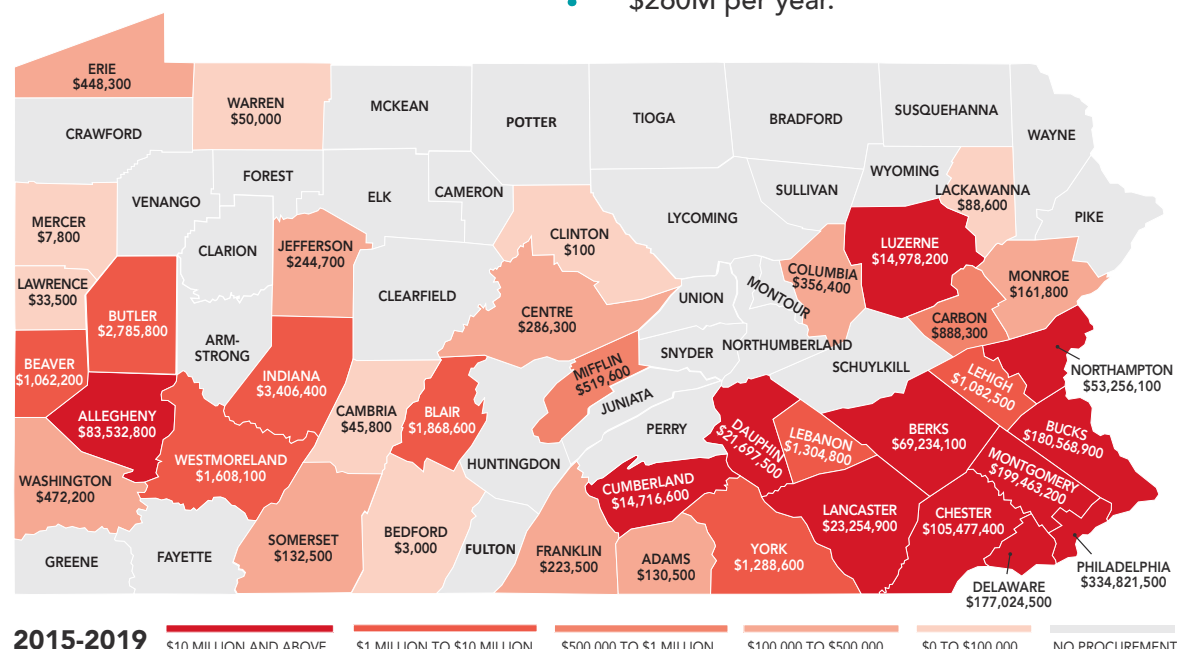 • $260M per year.
ERIE
$448,300
WARREN
$50,000
MCKEAN
POTTER
TIOGA
BRADFORD
SUSQUEHANNA
WAYNE
CRAWFORD
FOREST
VENANGO
ELK
CAMERON
LYCOMING
SULLIVAN
WYOMING
LACKAWANNA
$88,600
PIKE
MERCER
$7,800
CLARION
JEFFERSON
$244,700
CLINTON
$100
LUZERNE
$14,978,200
COLUMBIA
$356,400
MONROE
$161,800
LAWRENCE
$33,500
BUTLER
$2,785,800
CLEARFIELD
CENTRE
$286,300
UNION
MONTOUR
CARBON
$888,300
ARM-
STRONG
SNYDER
NORTHUMBERLAND
SCHUYLKILL
NORTHAMPTON
$53,256,100
BEAVER
$1,062,200
INDIANA
$3,406,400
MIFFLIN
$519,600
JUNIATA
LEHIGH
$1,082,500
ALLEGHENY
$83,532,800
CAMBRIA
$45,800
BLAIR
$1,868,600
PERRY
DAUPHIN
$21,697,500
LEBANON
$1,304,800
BERKS
$69,234,100
BUCKS
$180,568,900
WESTMORELAND
$1,608,100
HUNTINGDON
MONTGOMERY
$199,463,200
WASHINGTON
$472,200
CUMBERLAND
$14,716,600
LANCASTER
$23,254,900
CHESTER
$105,477,400
GREENE
FAYETTE
SOMERSET
$132,500
BEDFORD
$3,000
FULTON
FRANKLIN
$223,500
ADAMS
$130,500
YORK
$1,288,600
DELAWARE
$177,024,500
PHILADELPHIA
$334,821,500
2015-2019
$10 MILLION AND ABOVE
$1 MILLION TO $10 MILLION
$500,000 TO $1 MILLION
$100,000 TO $500,000
$0 TO $100,000
NO PROCUREMENT